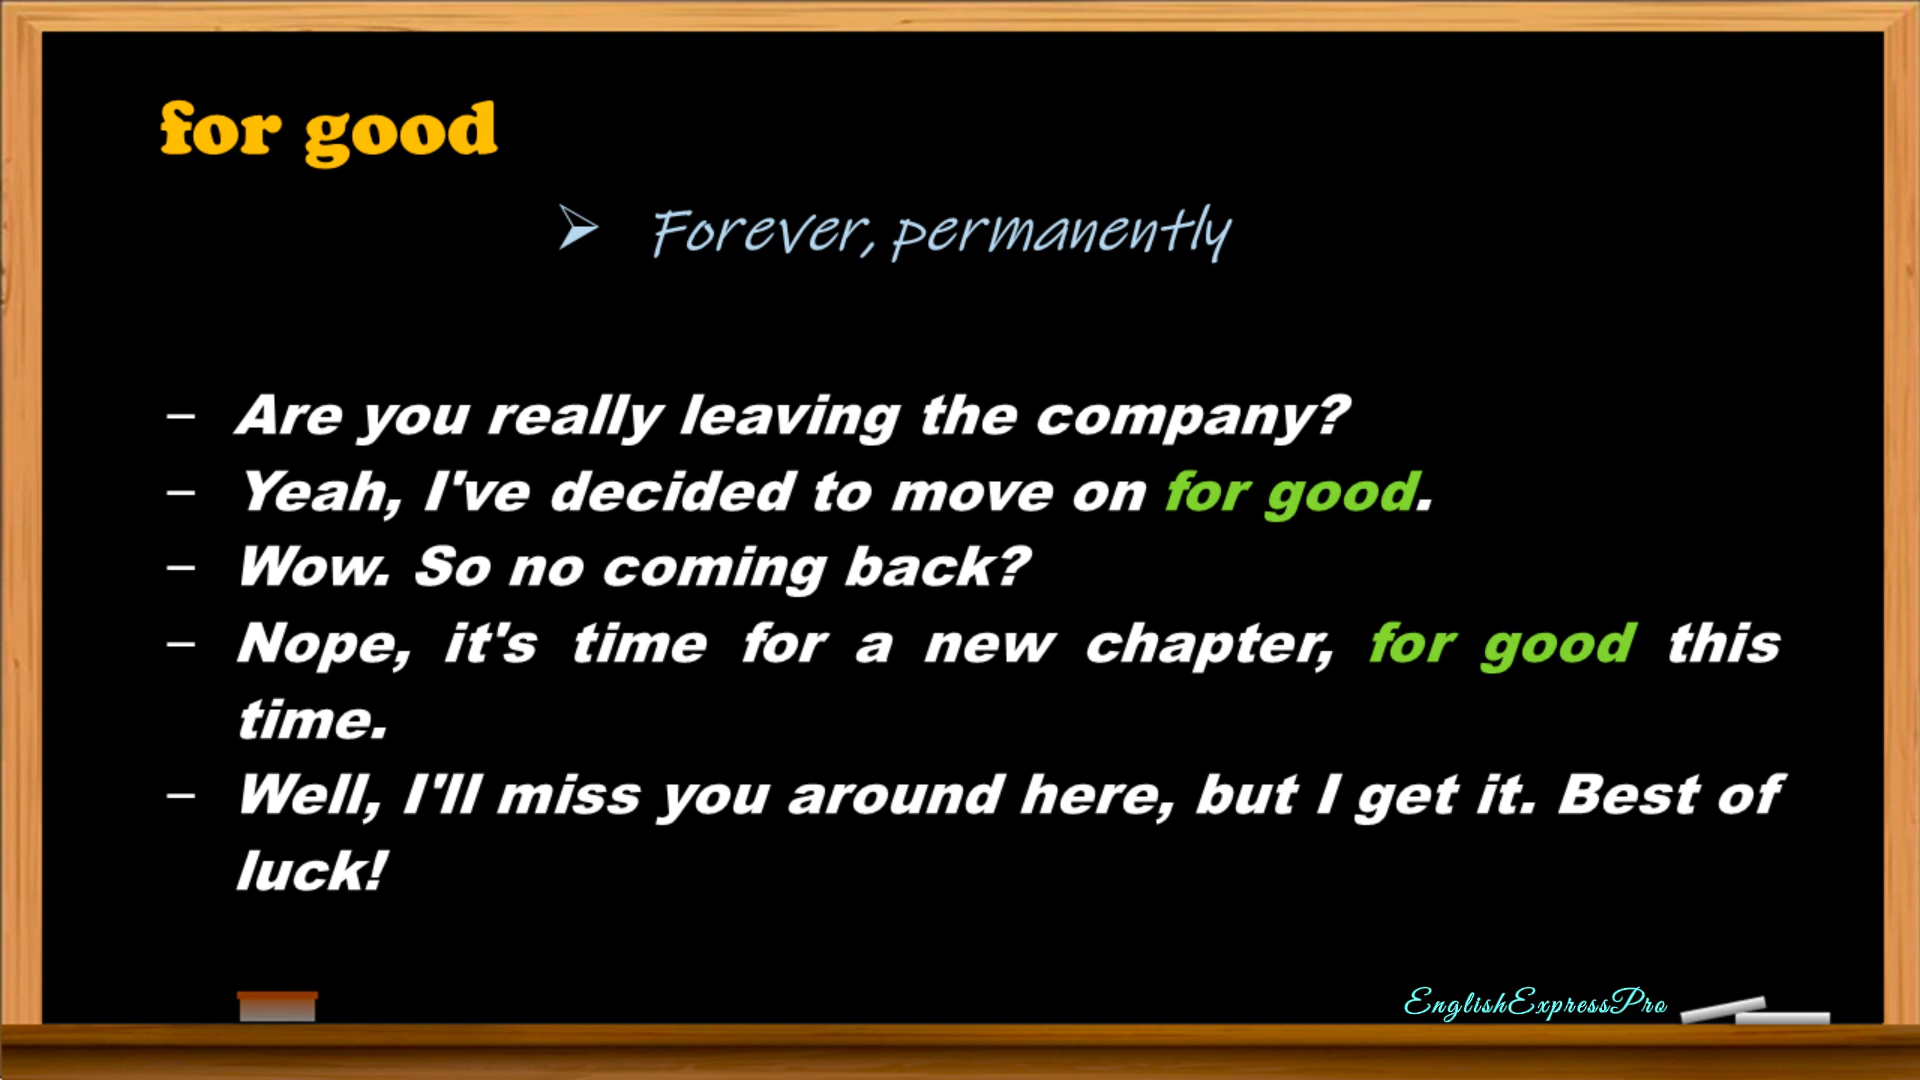 for good
➢ Forever, permanently
– Are you really leaving the company?
– Yeah, I've decided to move on for good.
– Wow. So no coming back?
– Nope, it's time for a new chapter, for good this
time.
– Well, I'll miss you around here, but I get it. Best of
luck!
EnglishExpressPro